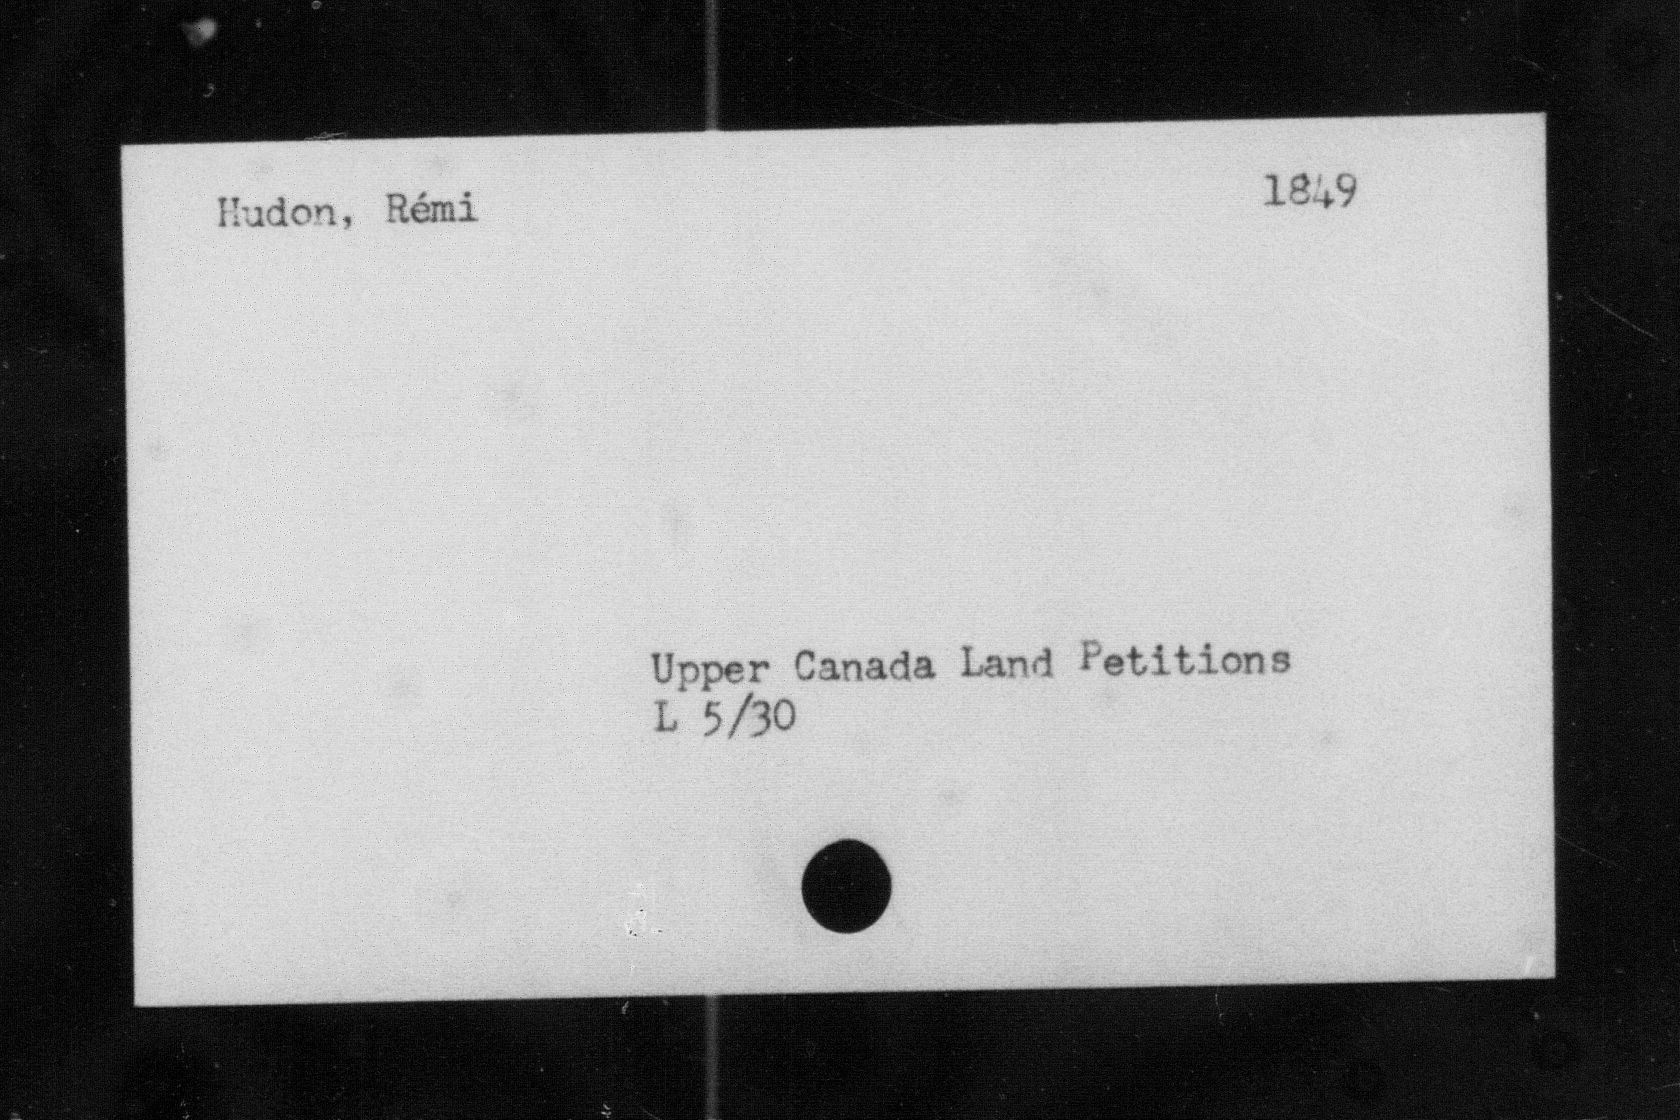 Hudon, Rémi 1849
Upper Canada Land Petitions
L 5/30